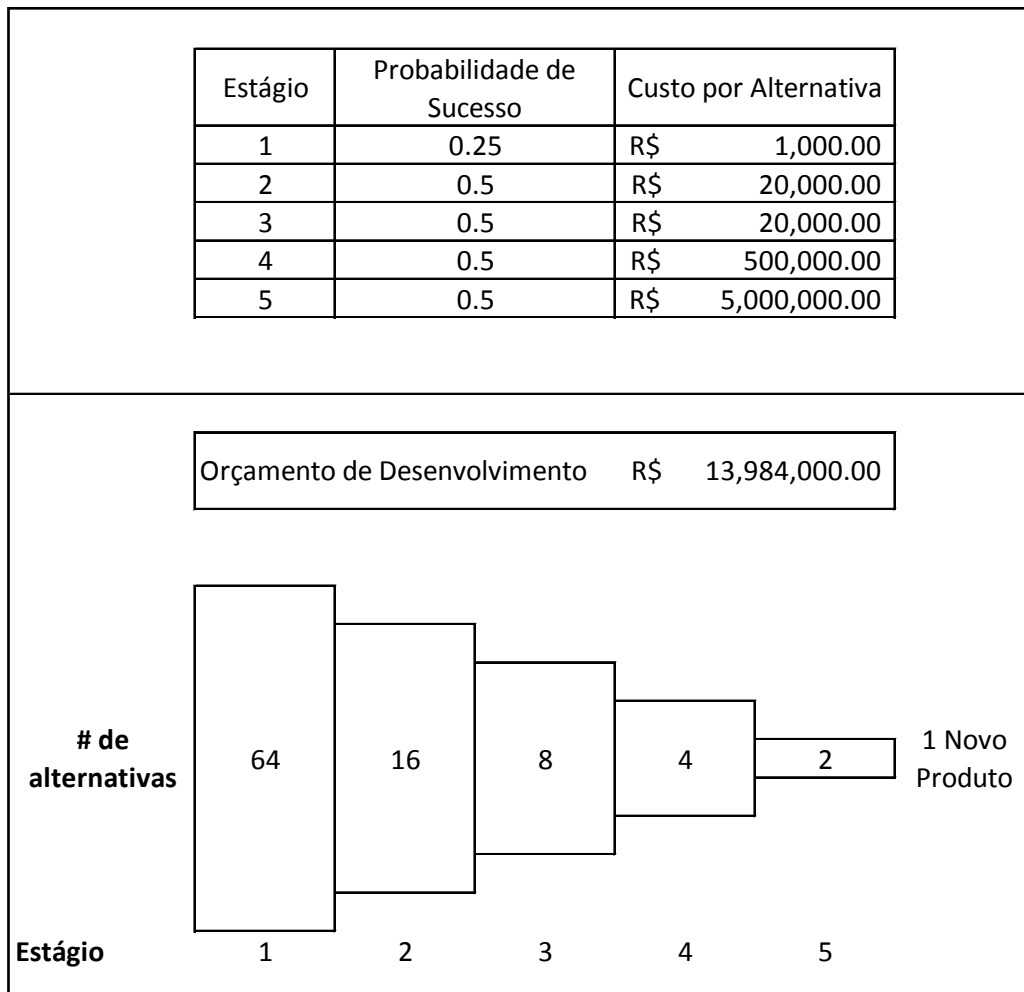 Estágio Probabilidade de Sucesso Custo por Alternativa
1 0.25 R$ 1,000.00
2 0.5 R$ 20,000.00
3 0.5 R$ 20,000.00
4 0.5 R$ 500,000.00
5 0.5 R$ 5,000,000.00
Orçamento de Desenvolvimento R$ 13,984,000.00
# de
alternativas
64 16 8 4 2
1 Novo
Produto
Estágio 1 2 3 4 5